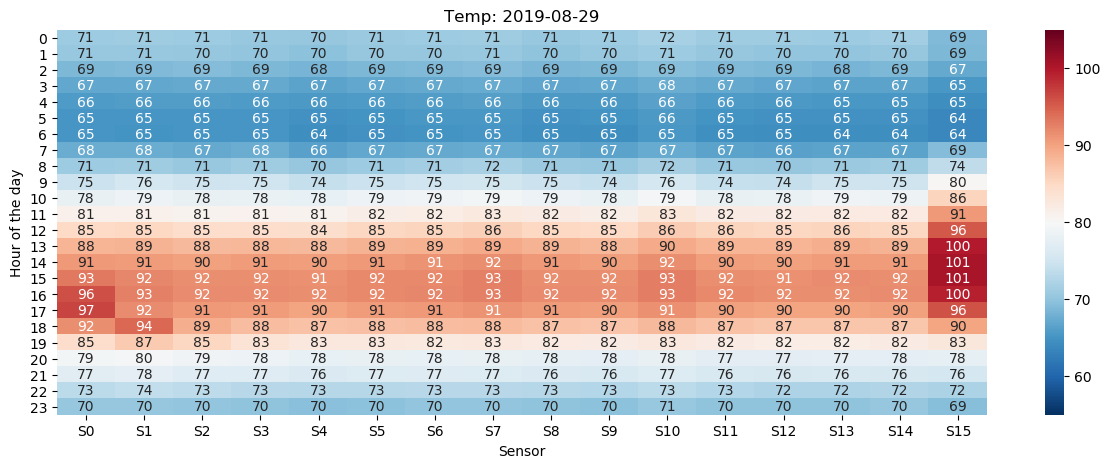 Temp: 2019-08-29
Hour of the day
0 71 71 71 71 70 71 71 71 71 71 72 71 71 71 71 69
1 71 71 70 70 70 70 70 71 70 70 71 70 70 70 70 69
2 69 69 69 69 68 69 69 69 69 69 69 69 69 68 69 67
3 67 67 67 67 67 67 67 67 67 67 68 67 67 67 67 65
4 66 66 66 66 66 66 66 66 66 66 66 66 66 65 65 65
5 65 65 65 65 65 65 65 65 65 65 66 65 65 65 65 64
6 65 65 65 65 64 65 65 65 65 65 65 65 65 64 64 64
7 68 68 67 68 66 67 67 67 67 67 67 67 66 67 67 69
8 71 71 71 71 70 71 71 72 71 71 72 71 70 71 71 74
9 75 76 75 75 74 75 75 75 75 74 76 74 74 75 75 80
10 78 79 78 78 78 79 79 79 79 78 79 78 78 79 79 86
11 81 81 81 81 81 82 82 83 82 82 83 82 82 82 82 91
12 85 85 85 85 84 85 85 86 85 85 86 86 85 86 85 96
13 88 89 88 88 88 89 89 89 89 88 90 89 89 89 89 100
14 91 91 90 91 90 91 91 92 91 90 92 90 90 91 91 101
15 93 92 92 92 91 92 92 93 92 92 93 92 91 92 92 101
16 96 93 92 92 92 92 92 93 92 92 93 92 92 92 92 100
17 97 92 91 91 90 91 91 91 91 90 91 90 90 90 90 96
18 92 94 89 88 87 88 88 88 87 87 88 87 87 87 87 90
19 85 87 85 83 83 83 82 83 82 82 83 82 82 82 82 83
20 79 80 79 78 78 78 78 78 78 78 78 77 77 77 78 78
21 77 78 77 77 76 77 77 77 76 76 77 76 76 76 76 76
22 73 74 73 73 73 73 73 73 73 73 73 73 72 72 72 72
23 70 70 70 70 70 70 70 70 70 70 71 70 70 70 70 69
S0 S1 S2 S3 S4 S5 S6 S7 S8 S9 S10 S11 S12 S13 S14 S15
Sensor
100
90
80
70
60